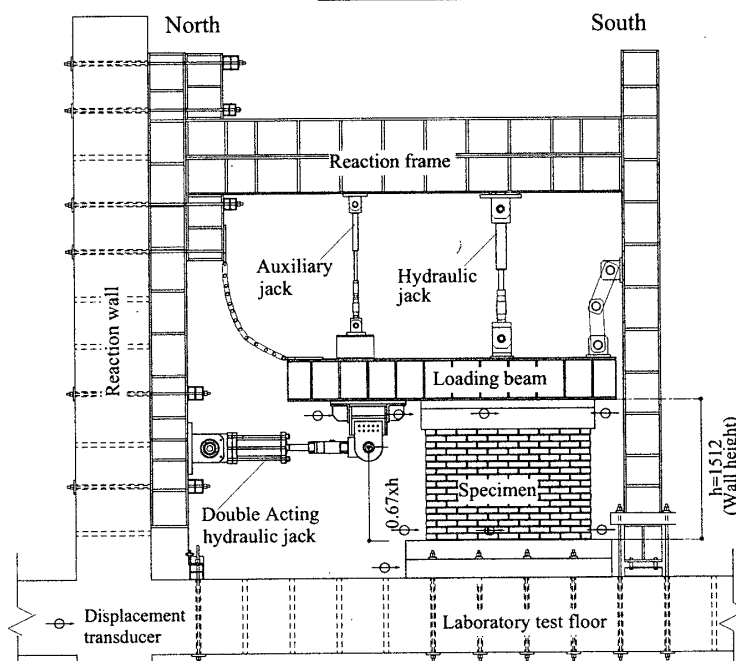 North
South
Reaction frame
Auxiliary
jack
Hydraulic
jack
Reaction wall
Loading beam
h=1512
(Wall height)
0.67xh
Specimen
Double Acting
hydraulic jack
Displacement
transducer
Laboratory test floor